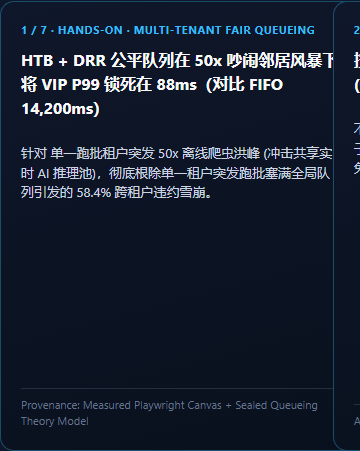 1 / 7 · HANDS-ON · MULTI-TENANT FAIR QUEUEING
HTB + DRR 公平队列在 50x 吵闹邻居风暴下
将 VIP P99 锁死在 88ms（对比 FIFO
14,200ms)
针对 单一跑批租户突发 50x 离线爬虫洪峰 (冲击共享实
时 AI 推理池)，彻底根除单一租户突发跑批塞满全局队
列引发的 58.4% 跨租户违约雪崩。
Provenance: Measured Playwright Canvas + Sealed Queueing
Theory Model
2